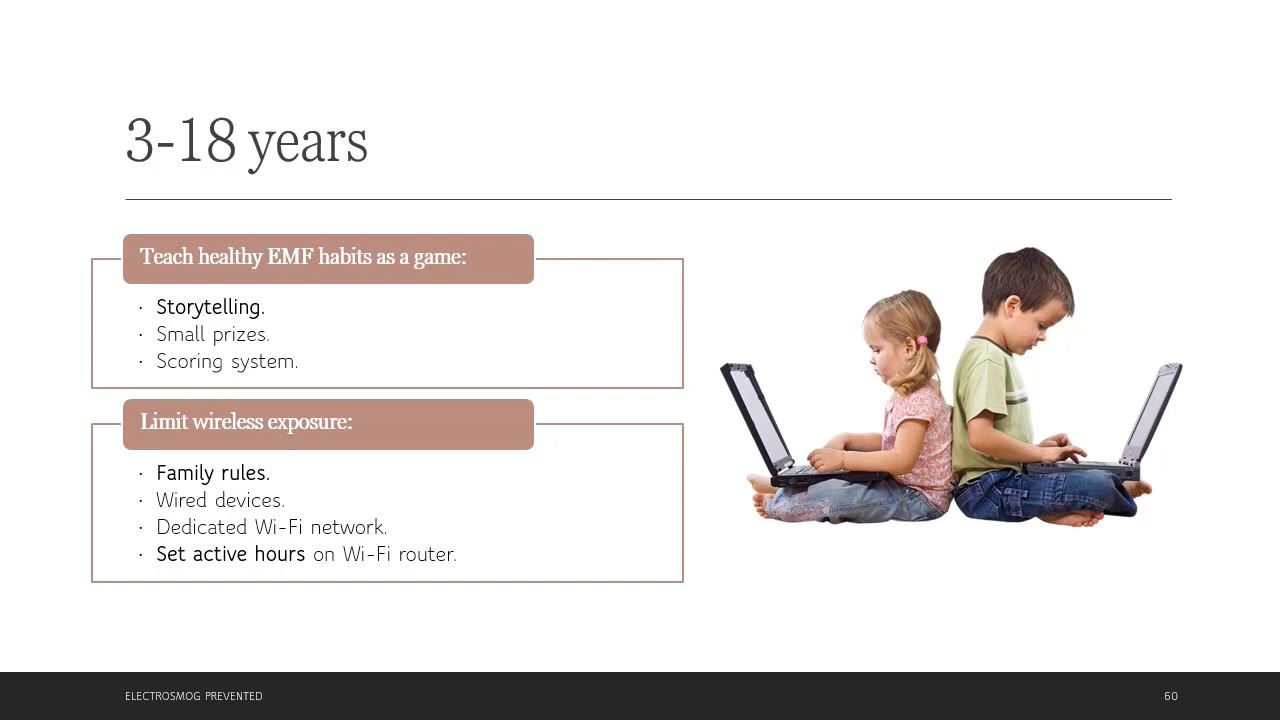 3-18 years
Teach healthy EMF habits as a game:
· Storytelling.
· Small prizes.
· Scoring system.
Limit wireless exposure:
· Family rules.
· Wired devices.
· Dedicated Wi-Fi network.
· Set active hours on Wi-Fi router.
ELECTROSMOG PREVENTED
60